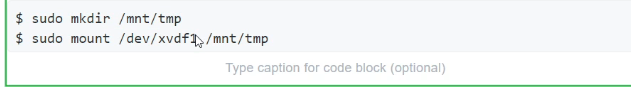 $ sudo mkdir /mnt/tmp
$ sudo mount /dev/xvdf1 /mnt/tmp
Type caption for code block (optional)